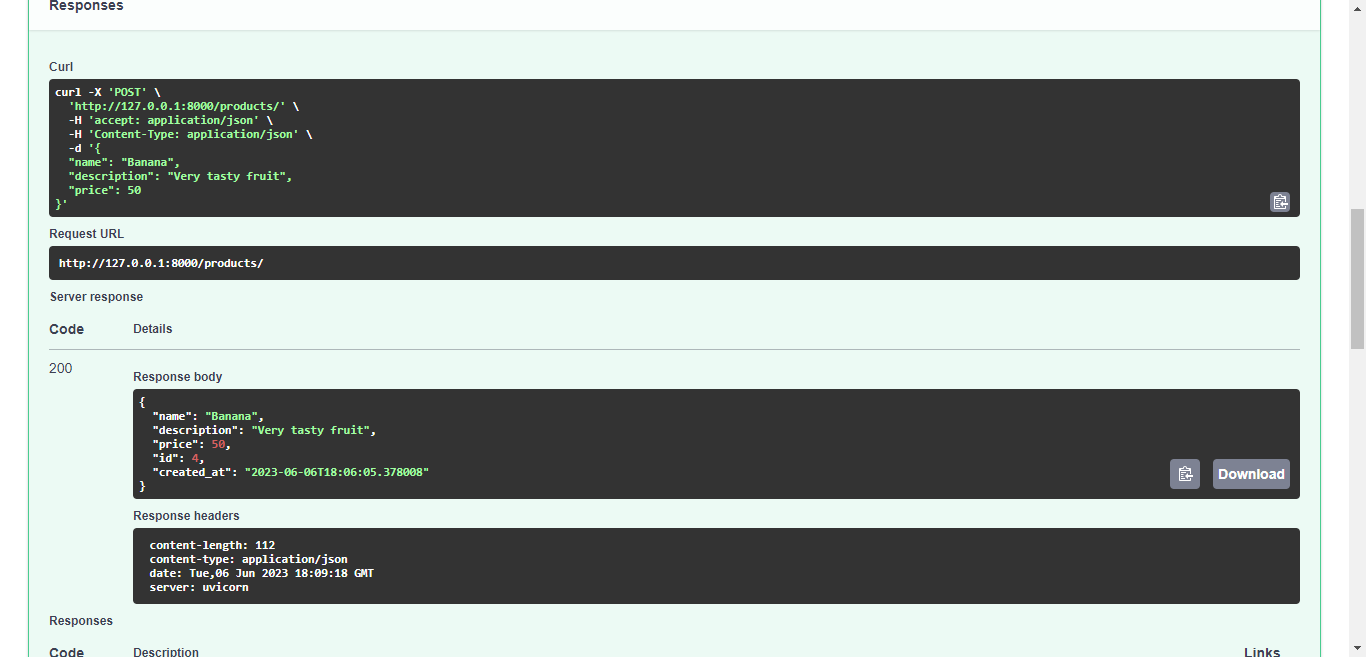 Responses
Curl
curl -X 'POST' \
  'http://127.0.0.1:8000/products/' \
  -H 'accept: application/json' \
  -H 'Content-Type: application/json' \
  -d '{
  "name": "Banana",
  "description": "Very tasty fruit",
  "price": 50
}'
Request URL
http://127.0.0.1:8000/products/
Server response
Code Details
200
Response body
{
  "name": "Banana",
  "description": "Very tasty fruit",
  "price": 50,
  "id": 4,
  "created_at": "2023-06-06T18:06:05.378008"
}
Download
Response headers
content-length: 112
content-type: application/json
date: Tue,06 Jun 2023 18:09:18 GMT
server: uvicorn
Responses
Code Description Links